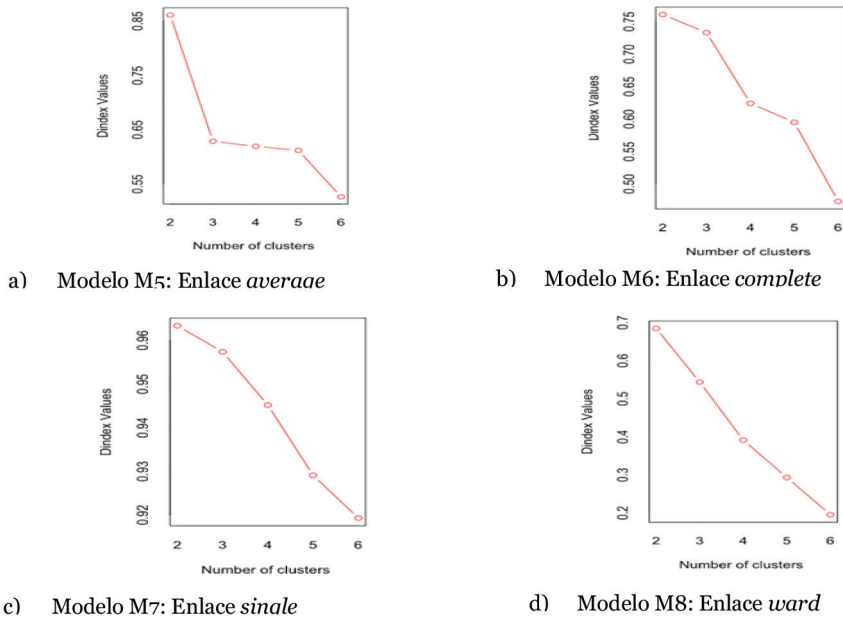 0.85
0.75
0.65
0.55
Dindex Values
2 3 4 5 6
Number of clusters
a) Modelo M5: Enlace average
0.75
0.70
0.65
0.60
0.55
0.50
Dindex Values
2 3 4 5 6
Number of clusters
b) Modelo M6: Enlace complete
0.96
0.95
0.94
0.93
0.92
Dindex Values
2 3 4 5 6
Number of clusters
c) Modelo M7: Enlace single
0.7
0.6
0.5
0.4
0.3
0.2
Dindex Values
2 3 4 5 6
Number of clusters
d) Modelo M8: Enlace ward